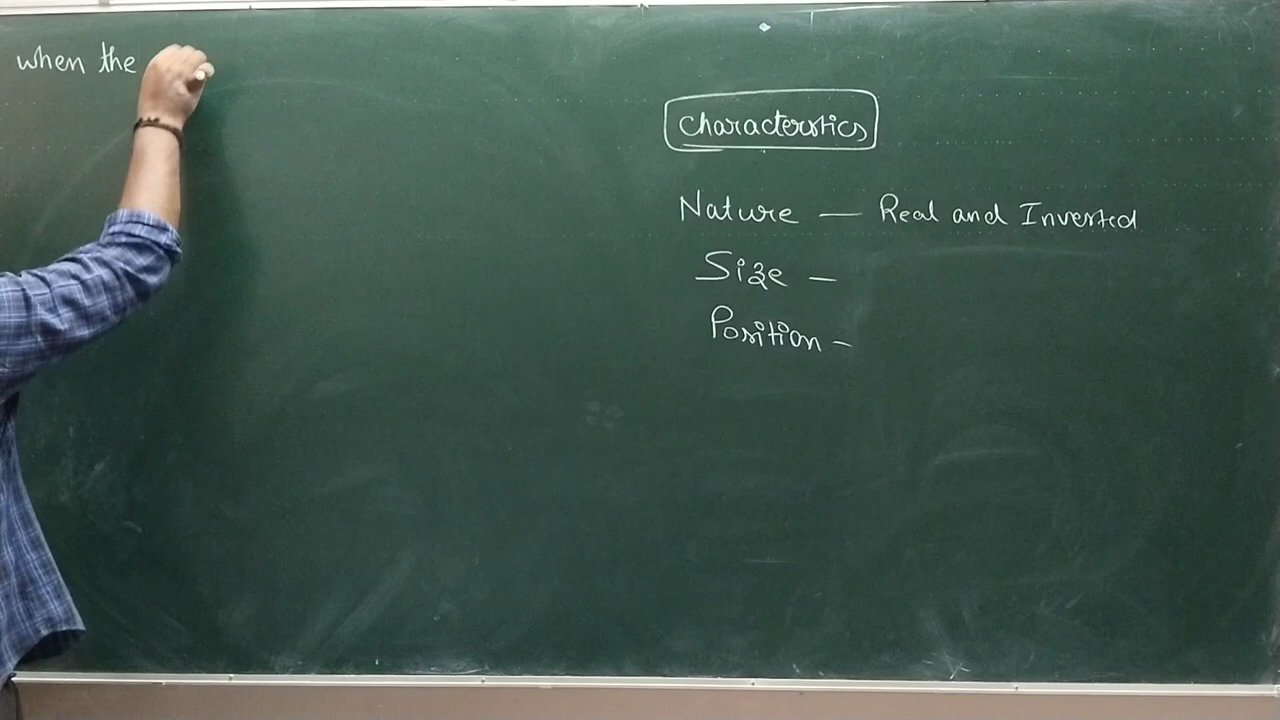 when the
Characteristics
Nature — Real and Inverted
Size —
Position -